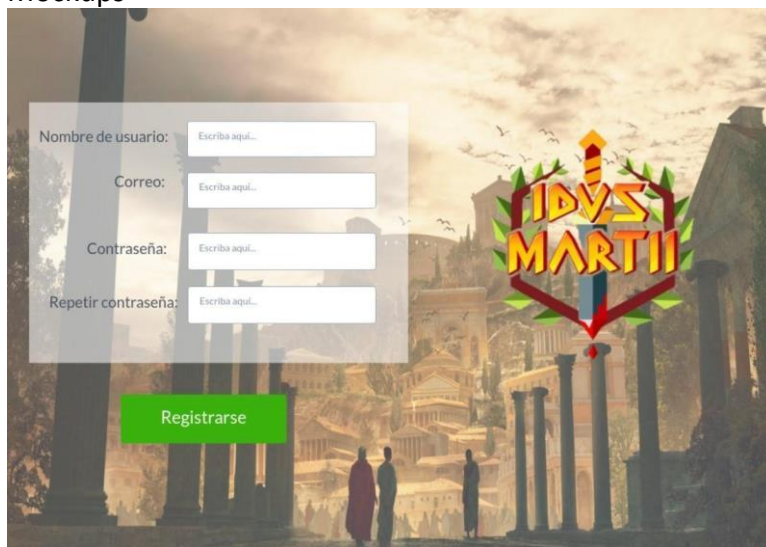 Mockups
Nombre de usuario: Escriba aquí...
Correo: Escriba aquí...
Contraseña: Escriba aquí...
Repetir contraseña: Escriba aquí...
Registrarse
IDVS
MARTII